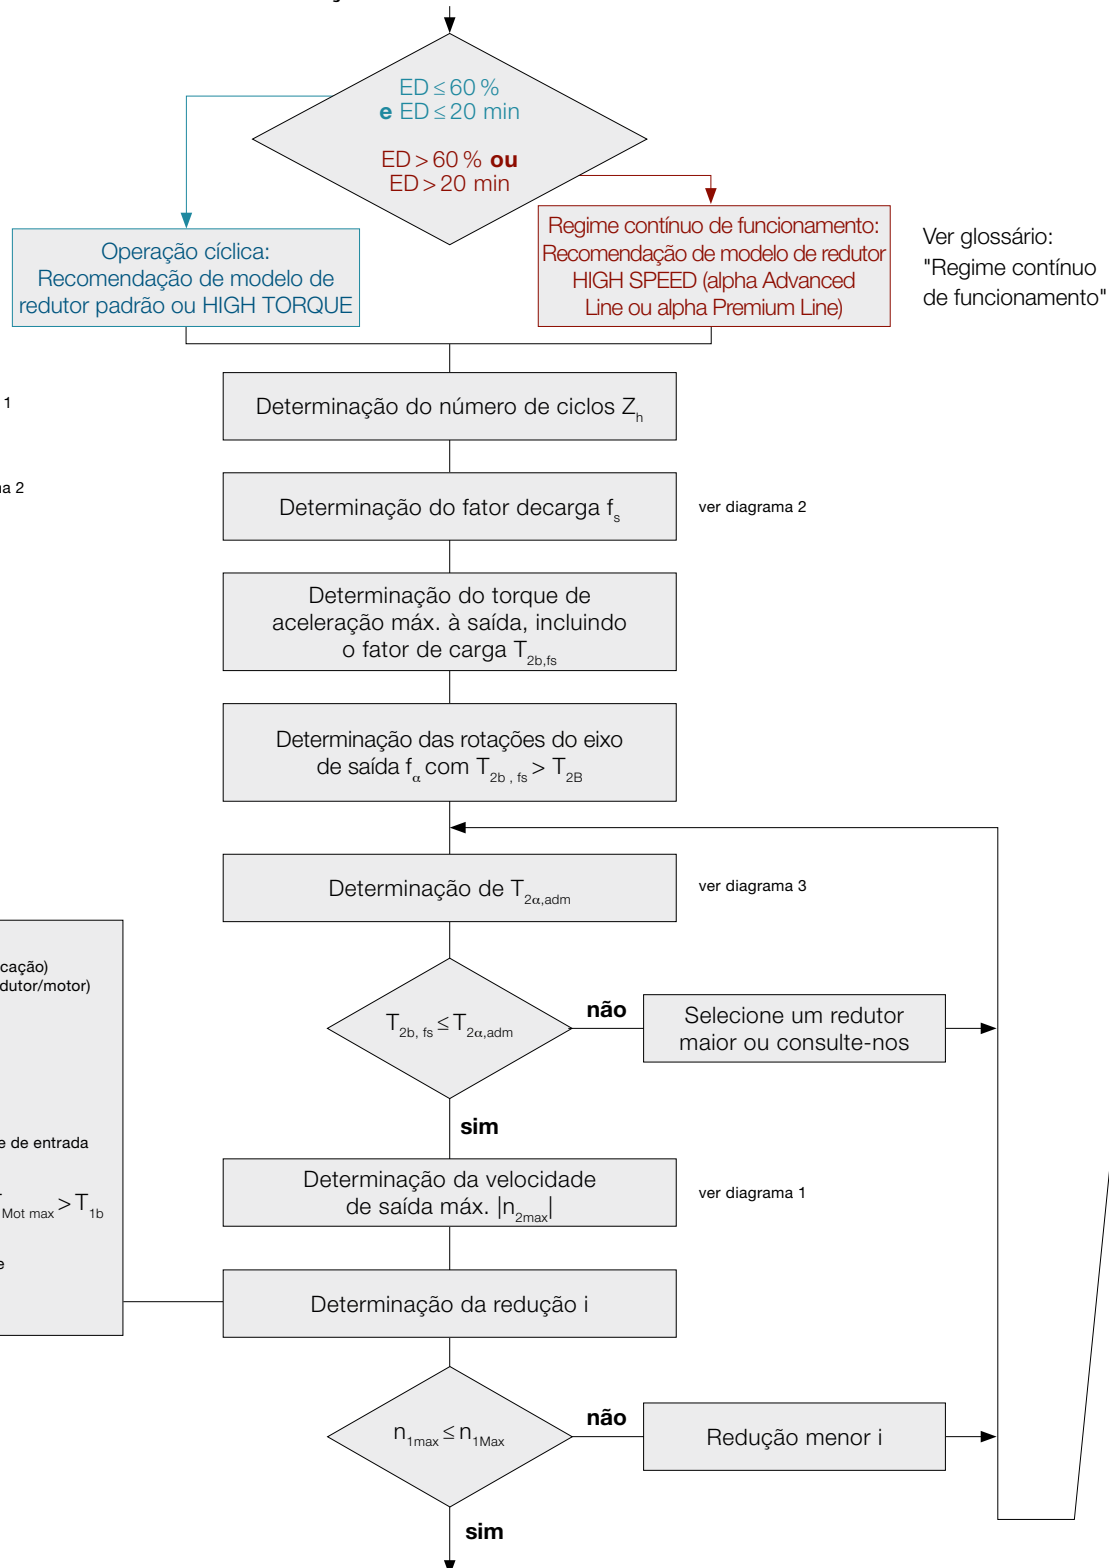 ED ≤ 60 %
e ED ≤ 20 min
ED > 60 % ou
ED > 20 min
Operação cíclica:
Recomendação de modelo de
redutor padrão ou HIGH TORQUE
Regime contínuo de funcionamento:
Recomendação de modelo de redutor
HIGH SPEED (alpha Advanced
Line ou alpha Premium Line)
Ver glossário:
"Regime contínuo
de funcionamento"
1
Determinação do número de ciclos Zh
a 2
Determinação do fator decarga fs
ver diagrama 2
Determinação do torque de
aceleração máx. à saída, incluindo
o fator de carga T2b,fs
Determinação das rotações do eixo
de saída fα com T2b , fs > T2B
Determinação de T2α,adm
ver diagrama 3
cação)
dutor/motor)
T2b, fs ≤ T2α,adm
não
Selecione um redutor
maior ou consulte-nos
sim
e de entrada
Determinação da velocidade
de saída máx. |n2max|
ver diagrama 1
TMot max > T1b
e
Determinação da redução i
n1max ≤ n1Max
não
Redução menor i
sim